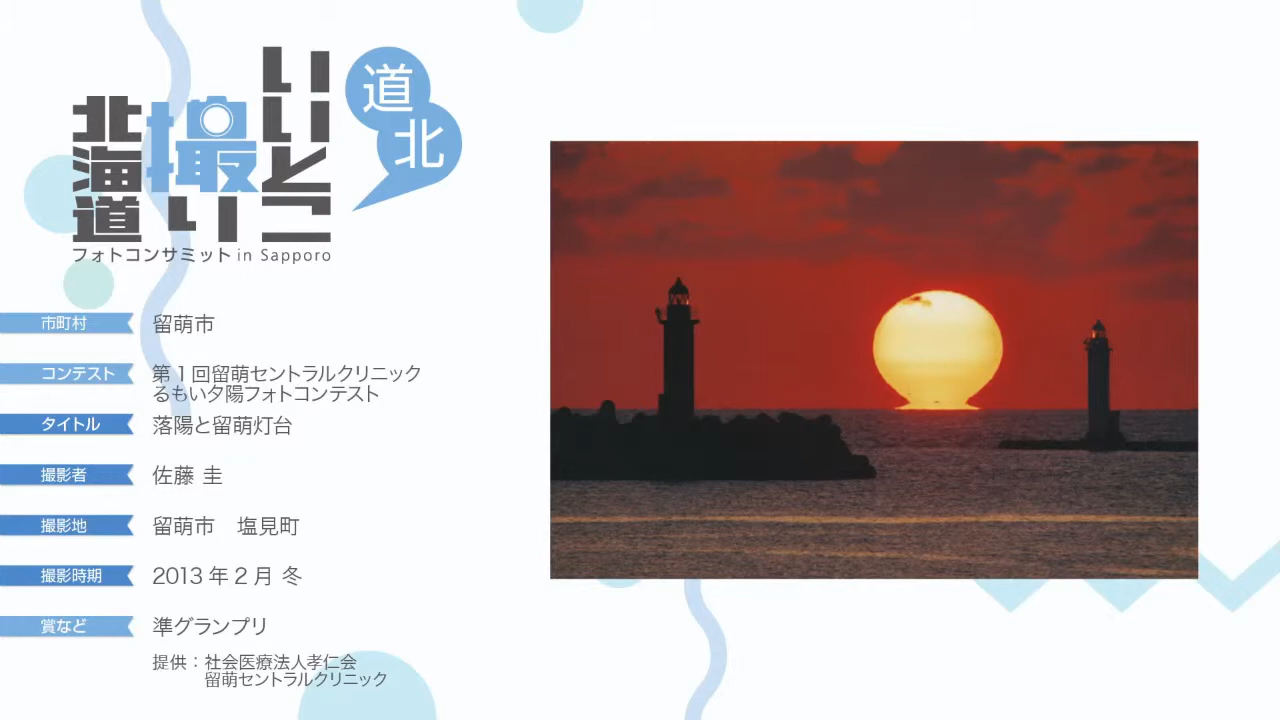 北海道
撮い
いいとこ
道北
フォトコンサミット in Sapporo
市町村
留萌市
コンテスト
第1回留萌セントラルクリニック
るもい夕陽フォトコンテスト
タイトル
落陽と留萌灯台
撮影者
佐藤 圭
撮影地
留萌市 塩見町
撮影時期
2013年2月 冬
賞など
準グランプリ
提供：社会医療法人孝仁会
留萌セントラルクリニック